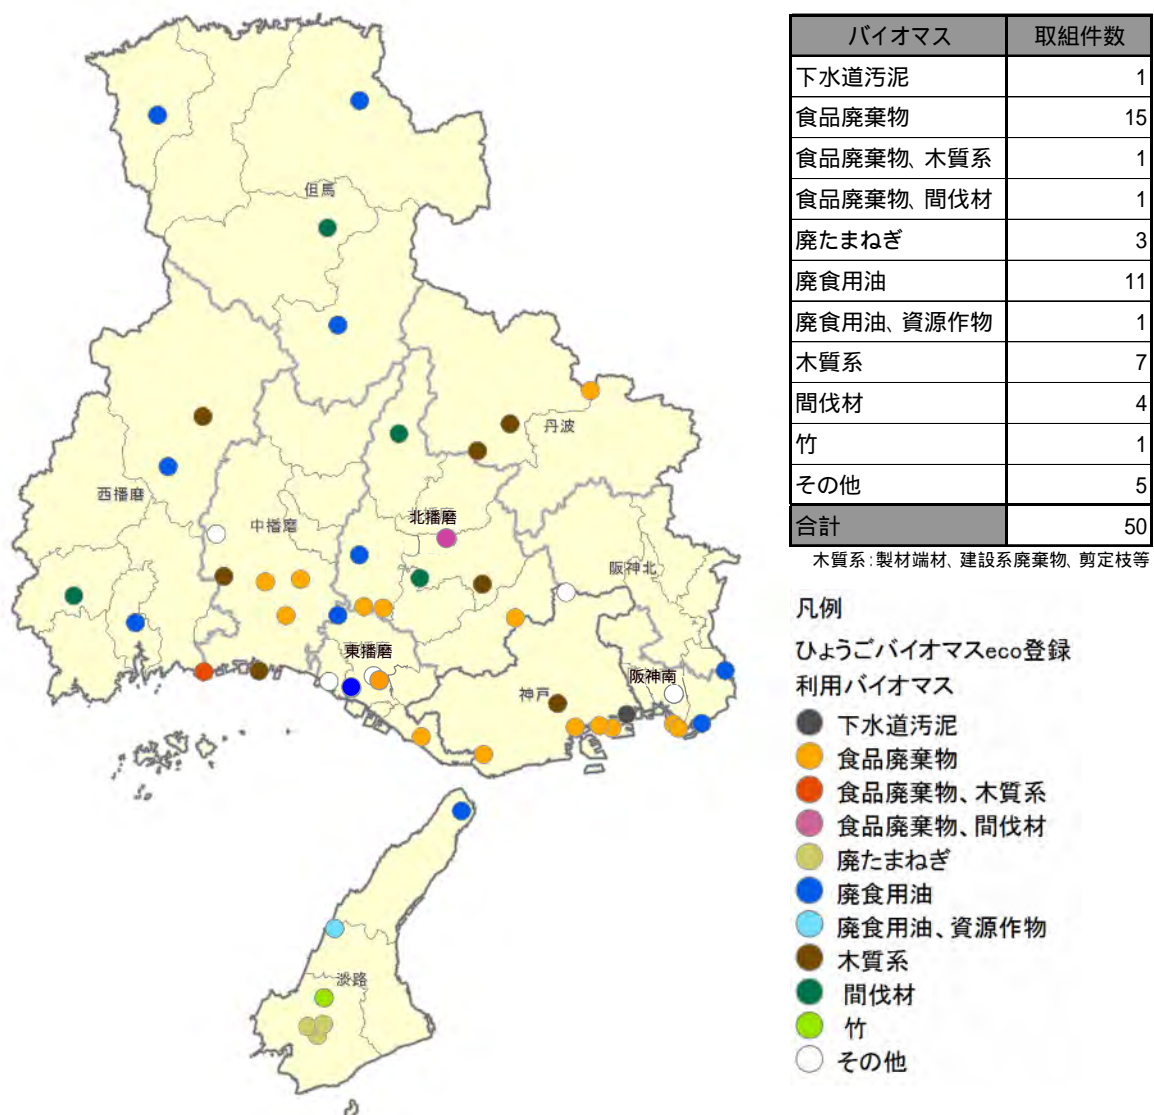 バイオマス 取組件数
下水道汚泥 1
食品廃棄物 15
食品廃棄物、木質系 1
食品廃棄物、間伐材 1
廃たまねぎ 3
廃食用油 11
廃食用油、資源作物 1
木質系 7
間伐材 4
竹 1
その他 5
合計 50
木質系：製材端材、建設系廃棄物、剪定枝等
凡例
ひょうごバイオマスeco登録
利用バイオマス
下水道汚泥
食品廃棄物
食品廃棄物、木質系
食品廃棄物、間伐材
廃たまねぎ
廃食用油
廃食用油、資源作物
木質系
間伐材
竹
その他
但馬
丹波
西播磨
中播磨
北播磨
阪神北
東播磨
神戸
阪神南
淡路